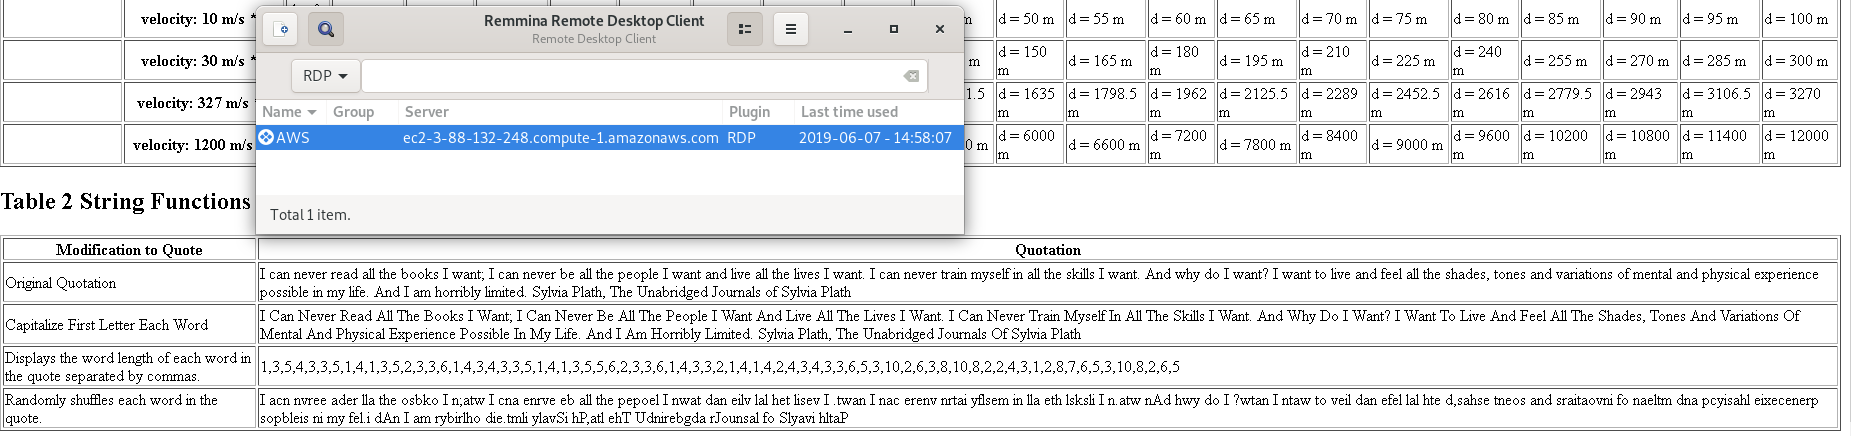 velocity: 10 m/s * d = 50 m d = 55 m d = 60 m d = 65 m d = 70 m d = 75 m d = 80 m d = 85 m d = 90 m d = 95 m d = 100 m
velocity: 30 m/s * m d = 150 m d = 165 m d = 180 m d = 195 m d = 210 m d = 225 m d = 240 m d = 255 m d = 270 m d = 285 m d = 300 m
velocity: 327 m/s 1.5 d = 1635 m d = 1798.5 m d = 1962 m d = 2125.5 m d = 2289 m d = 2452.5 m d = 2616 m d = 2779.5 m d = 2943 m d = 3106.5 m d = 3270 m
velocity: 1200 m/s 0 m d = 6000 m d = 6600 m d = 7200 m d = 7800 m d = 8400 m d = 9000 m d = 9600 m d = 10200 m d = 10800 m d = 11400 m d = 12000 m
Remmina Remote Desktop Client
Remote Desktop Client
RDP
Name Group Server Plugin Last time used
AWS ec2-3-88-132-248.compute-1.amazonaws.com RDP 2019-06-07 - 14:58:07
Total 1 item.
Table 2 String Functions
Modification to Quote Quotation
Original Quotation
I can never read all the books I want; I can never be all the people I want and live all the lives I want. I can never train myself in all the skills I want. And why do I want? I want to live and feel all the shades, tones and variations of mental and physical experience
possible in my life. And I am horribly limited. Sylvia Plath, The Unabridged Journals of Sylvia Plath
Capitalize First Letter Each Word
I Can Never Read All The Books I Want; I Can Never Be All The People I Want And Live All The Lives I Want. I Can Never Train Myself In All The Skills I Want. And Why Do I Want? I Want To Live And Feel All The Shades, Tones And Variations Of
Mental And Physical Experience Possible In My Life. And I Am Horribly Limited. Sylvia Plath, The Unabridged Journals Of Sylvia Plath
Displays the word length of each word in
the quote separated by commas.
1,3,5,4,3,3,5,1,4,1,3,5,2,3,3,6,1,4,3,4,3,3,5,1,4,1,3,5,5,6,2,3,3,6,1,4,3,3,2,1,4,1,4,2,4,3,4,3,3,6,5,3,10,2,6,3,8,10,8,2,2,4,3,1,2,8,7,6,5,3,10,8,2,6,5
Randomly shuffles each word in the
quote.
I acn nvree ader lla the osbko I n;atw I cna enrve eb all the pepoel I nwat dan eilv lal het lisev I .twan I nac erenv nrtai yflsem in lla eth lsksli I n.atw nAd hwy do I ?wtan I ntaw to veil dan efel lal hte d,sahse tneos and sraitaovni fo naeltm dna pcyisahl eixecenerp
sopbleis ni my fel.i dAn I am rybirlho die.tmli ylavSi hP,atl ehT Udnirebgda rJounsal fo Slyavi hltaP